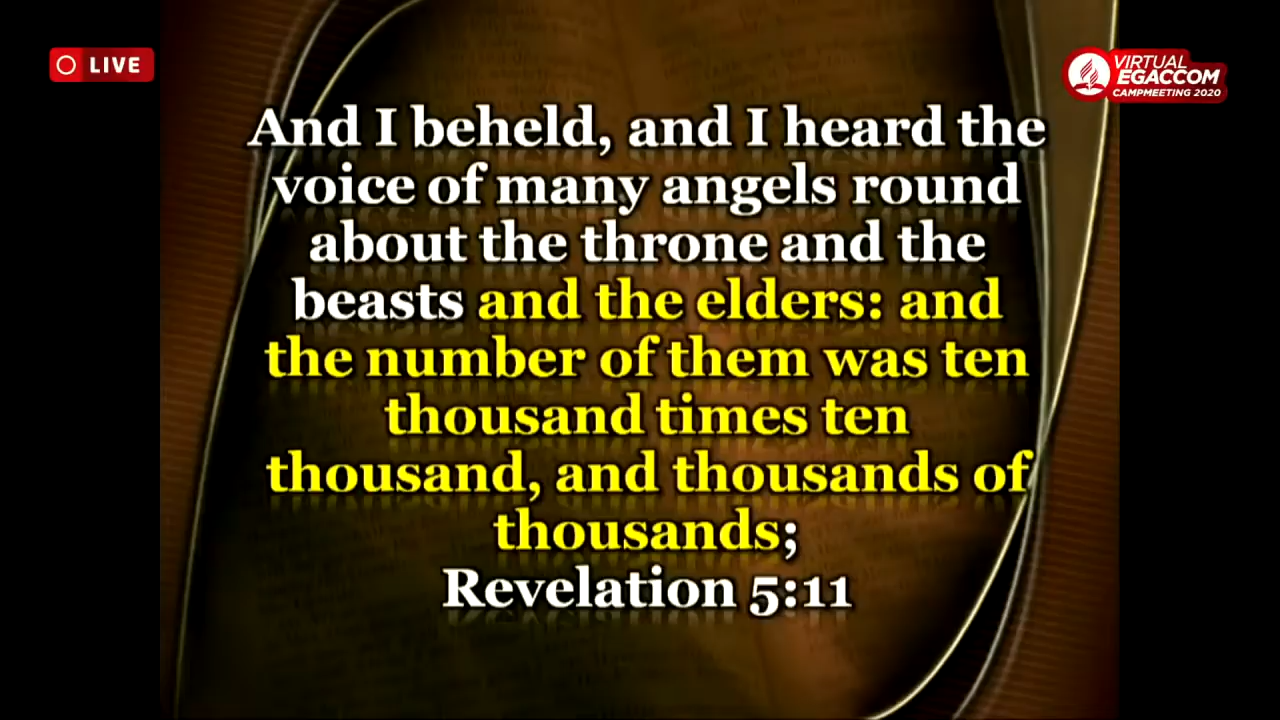 LIVE
VIRTUAL
EGACCOM
CAMPMEETING 2020
And I beheld, and I heard the
voice of many angels round
about the throne and the
beasts and the elders: and
the number of them was ten
thousand times ten
thousand, and thousands of
thousands;
Revelation 5:11